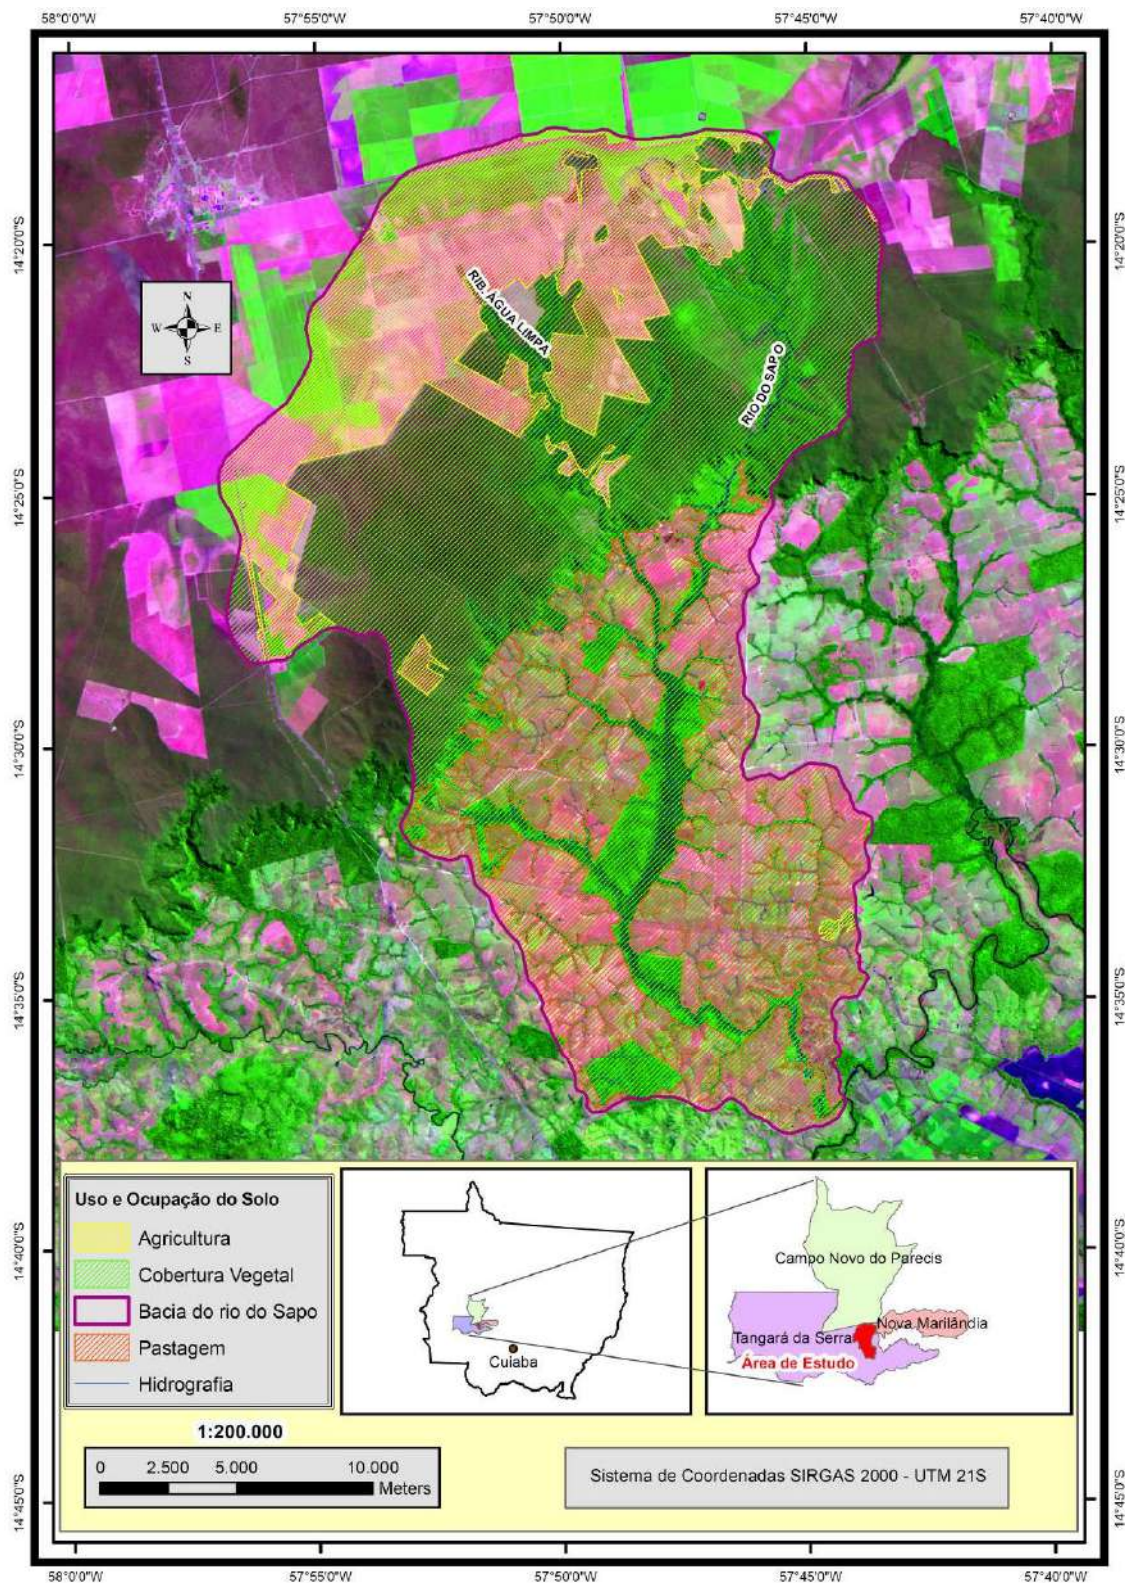 58°0'0"W 57°55'0"W 57°50'0"W 57°45'0"W 57°40'0"W
14°20'0"S 14°20'0"S
N
W E
S
RIB. ÁGUA LIMPA
RIO DO SAPO
14°25'0"S 14°25'0"S
14°30'0"S 14°30'0"S
14°35'0"S 14°35'0"S
14°40'0"S 14°40'0"S
14°45'0"S 14°45'0"S
Uso e Ocupação do Solo
Agricultura
Cobertura Vegetal
Bacia do rio do Sapo
Pastagem
Hidrografia
Cuiaba
Campo Novo do Parecis
Nova Marilândia
Tangará da Serra
Área de Estudo
1:200.000
0 2.500 5.000 10.000
Meters
Sistema de Coordenadas SIRGAS 2000 - UTM 21S
58°0'0"W 57°55'0"W 57°50'0"W 57°45'0"W 57°40'0"W